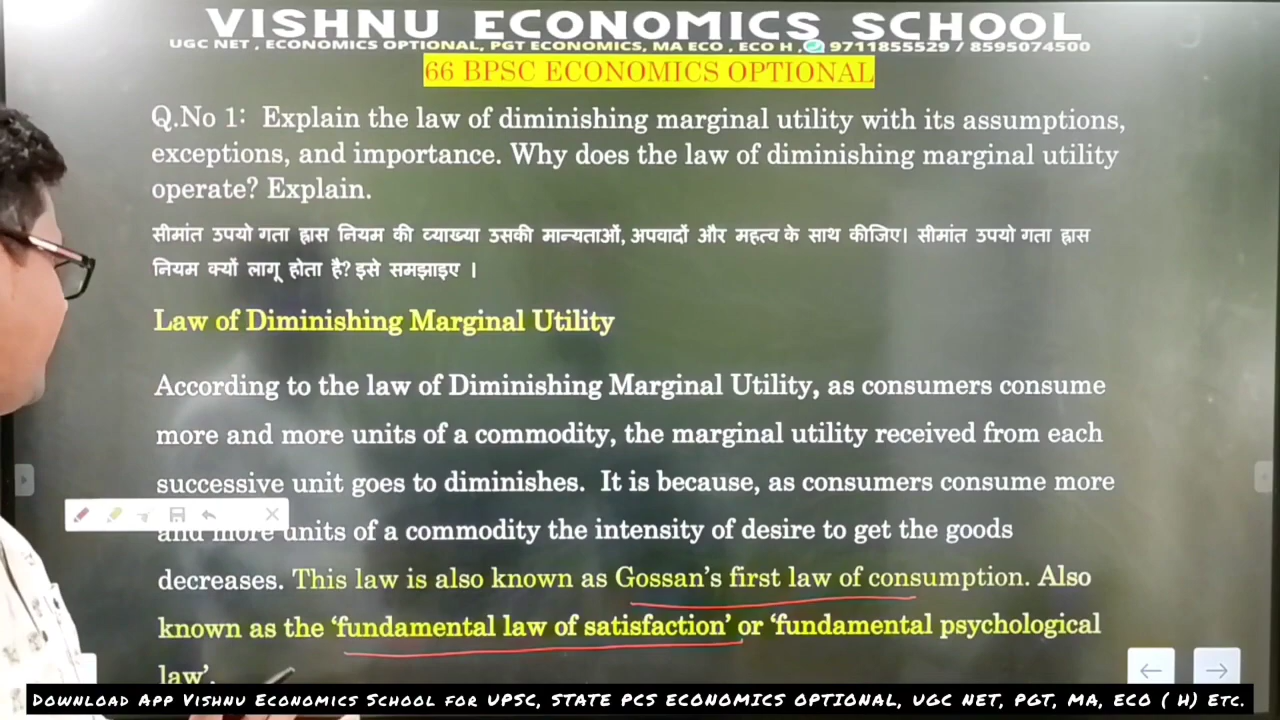 VISHNU ECONOMICS SCHOOL
UGC NET , ECONOMICS OPTIONAL, PGT ECONOMICS, MA ECO , ECO H , 9711855529 / 8595074500
66 BPSC ECONOMICS OPTIONAL
Q.No 1: Explain the law of diminishing marginal utility with its assumptions,
exceptions, and importance. Why does the law of diminishing marginal utility
operate? Explain.
सीमांत उपयो गता ह्रास नियम की व्याख्या उसकी मान्यताओं, अपवादों और महत्व के साथ कीजिए। सीमांत उपयो गता ह्रास
नियम क्यों लागू होता है? इसे समझाइए ।
Law of Diminishing Marginal Utility
According to the law of Diminishing Marginal Utility, as consumers consume
more and more units of a commodity, the marginal utility received from each
successive unit goes to diminishes. It is because, as consumers consume more
and more units of a commodity the intensity of desire to get the goods
decreases. This law is also known as Gossan's first law of consumption. Also
known as the 'fundamental law of satisfaction' or 'fundamental psychological
law'.
Download App Vishnu Economics School for UPSC, STATE PCS ECONOMICS OPTIONAL, UGC NET, PGT, MA, ECO ( H) Etc.